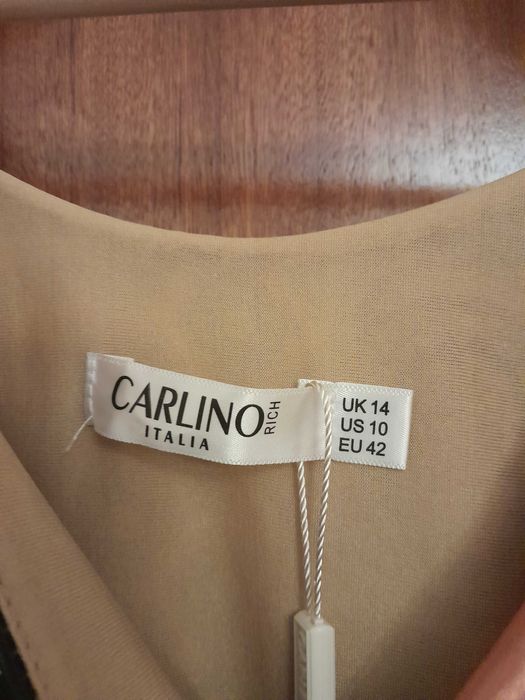 CARLINO
RICH
ITALIA
UK 14
US 10
EU 42